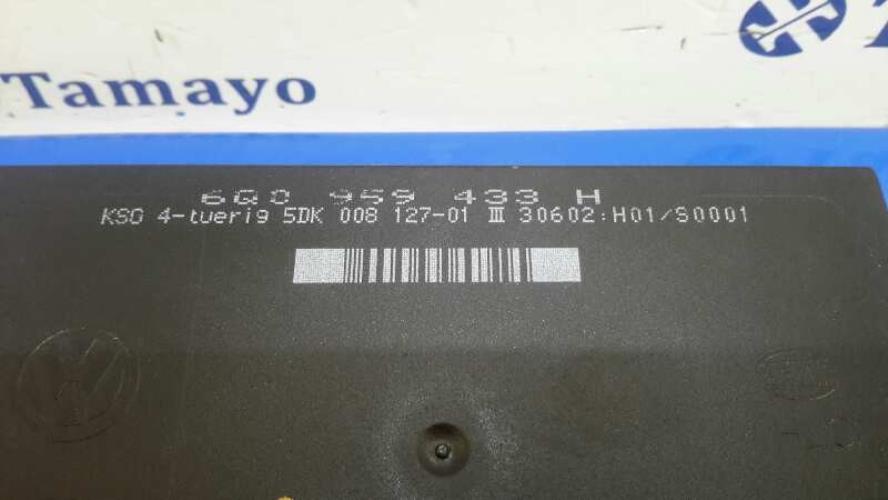 Tamayo
6Q0 959 433 H
KSG 4-tuerig 5DK 008 127-01 III 30602:H01/S0001